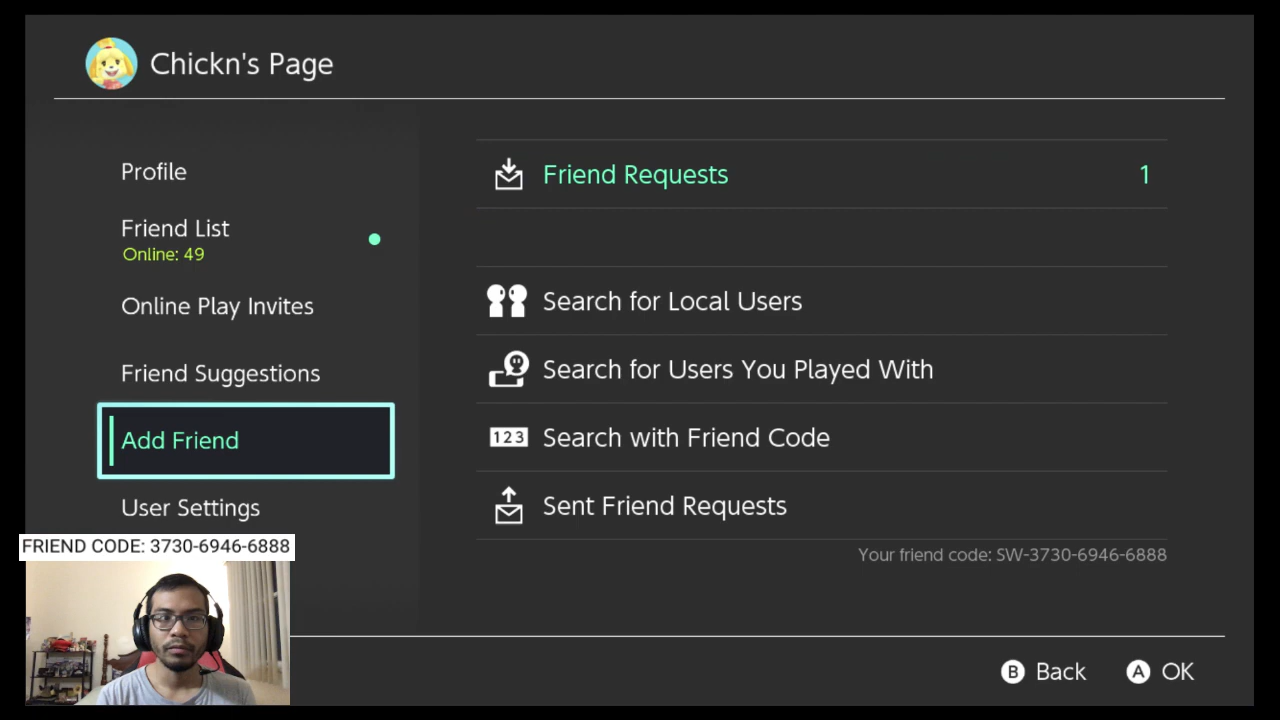 Chickn's Page
Profile
Friend List
Online: 49
Online Play Invites
Friend Suggestions
Add Friend
User Settings
Friend Requests 1
Search for Local Users
Search for Users You Played With
123 Search with Friend Code
Sent Friend Requests
Your friend code: SW-3730-6946-6888
FRIEND CODE: 3730-6946-6888
B Back A OK